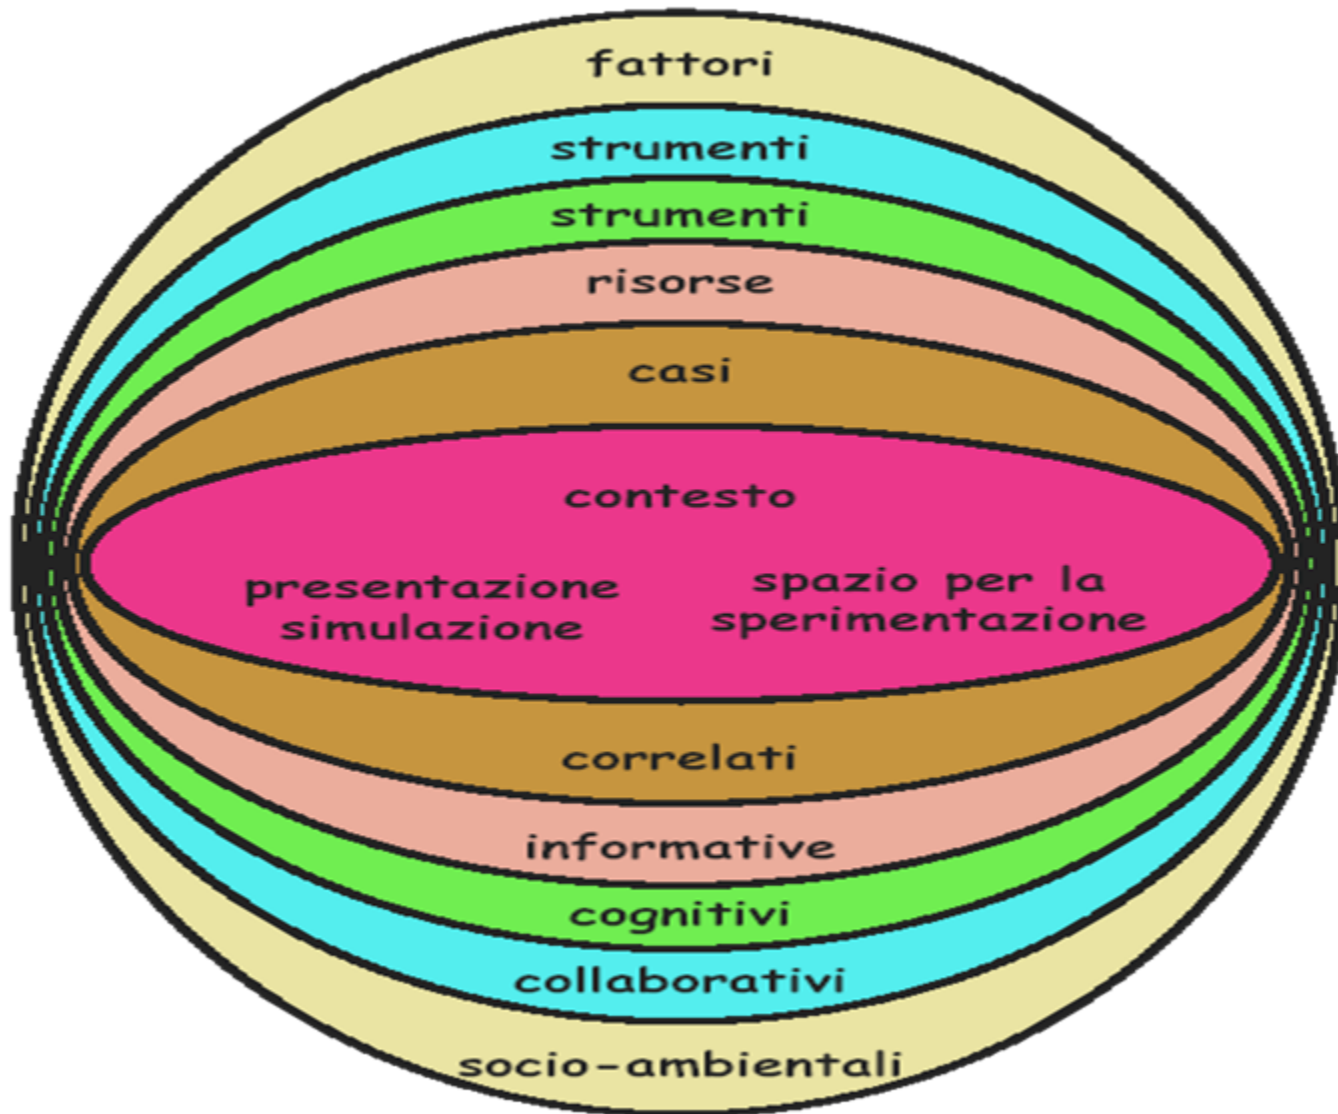 fattori
strumenti
strumenti
risorse
casi
contesto
presentazione
simulazione
spazio per la
sperimentazione
correlati
informative
cognitivi
collaborativi
socio-ambientali